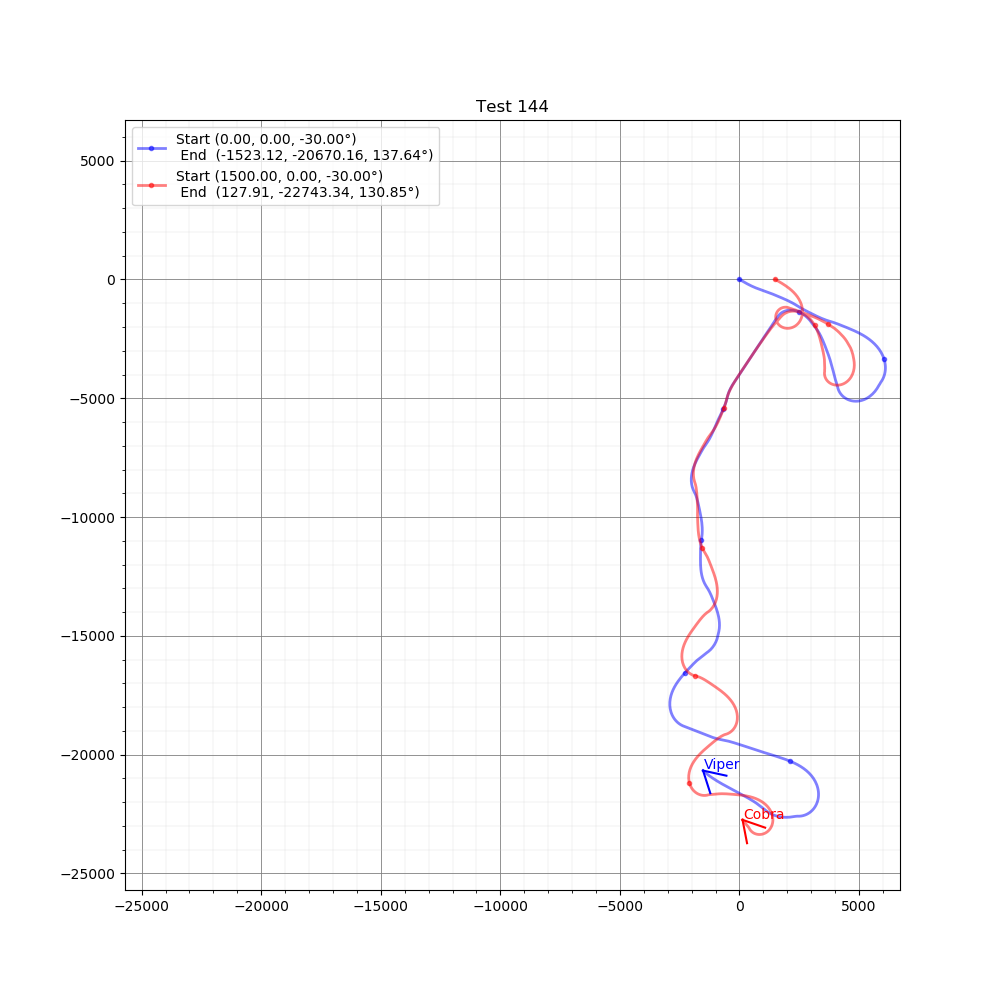 Test 144
Start (0.00, 0.00, -30.00°)
End  (-1523.12, -20670.16, 137.64°)
Start (1500.00, 0.00, -30.00°)
End  (127.91, -22743.34, 130.85°)
5000
0
−5000
−10000
−15000
−20000
−25000
Viper
Cobra
−25000
−20000
−15000
−10000
−5000
0
5000